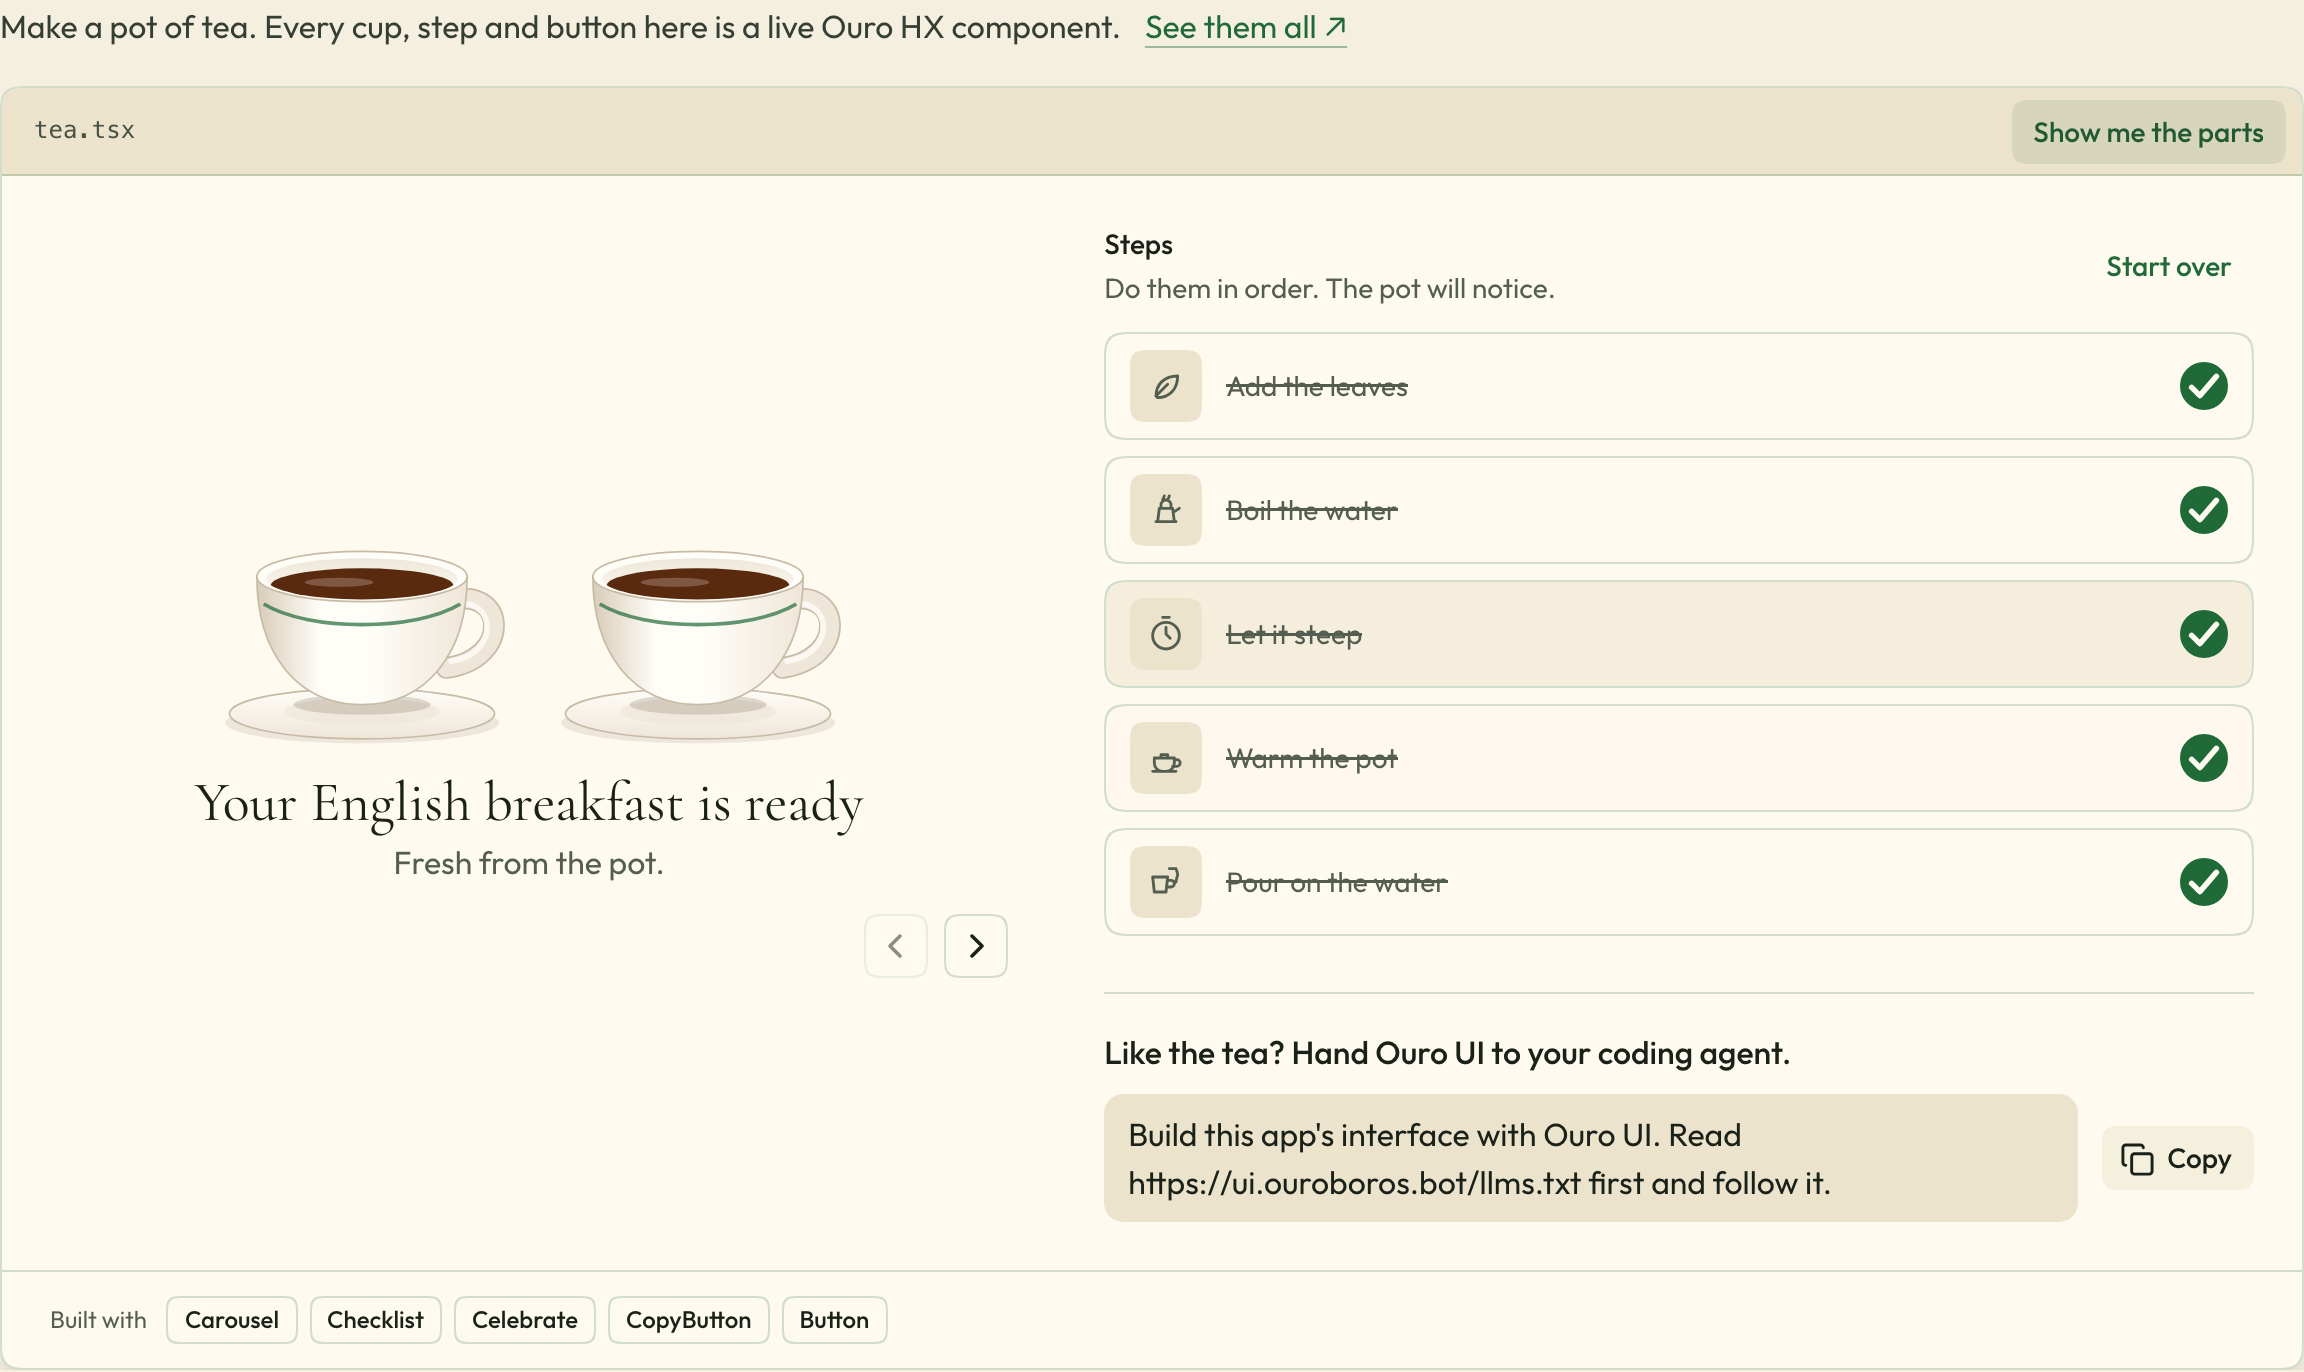 Make a pot of tea. Every cup, step and button here is a live Ouro HX component. See them all ↗
tea.tsx
Show me the parts
Your English breakfast is ready
Fresh from the pot.
Steps
Do them in order. The pot will notice.
Start over
Add the leaves
Boil the water
Let it steep
Warm the pot
Pour on the water
Like the tea? Hand Ouro UI to your coding agent.
Build this app's interface with Ouro UI. Read
https://ui.ouroboros.bot/llms.txt first and follow it.
Copy
Built with Carousel Checklist Celebrate CopyButton Button